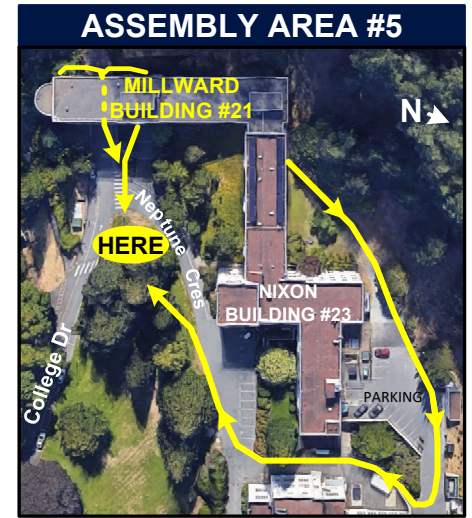 ASSEMBLY AREA #5
MILLWARD
BUILDING #21
N
Neptune Cres
HERE
NIXON
BUILDING #23
College Dr
PARKING